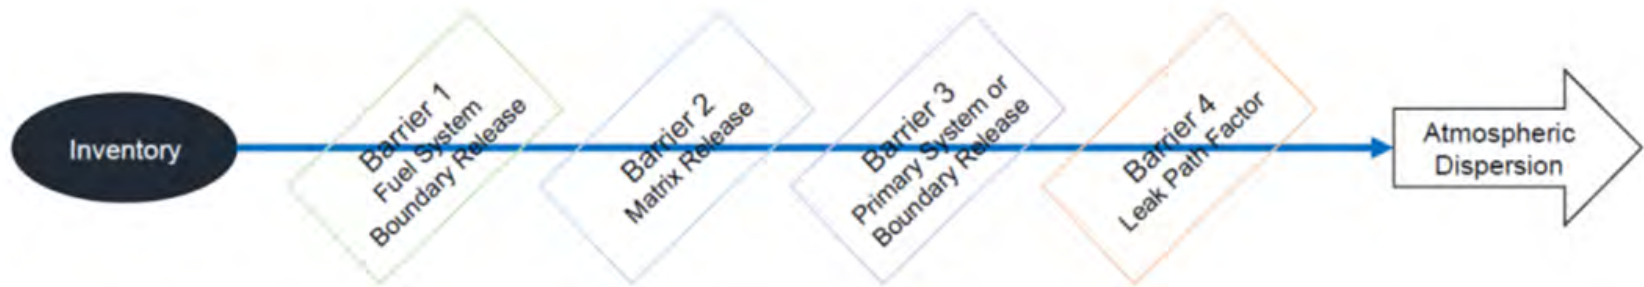 Inventory
Barrier 1
Fuel System
Boundary Release
Barrier 2
Matrix Release
Barrier 3
Primary System or
Boundary Release
Barrier 4
Leak Path Factor
Atmospheric
Dispersion